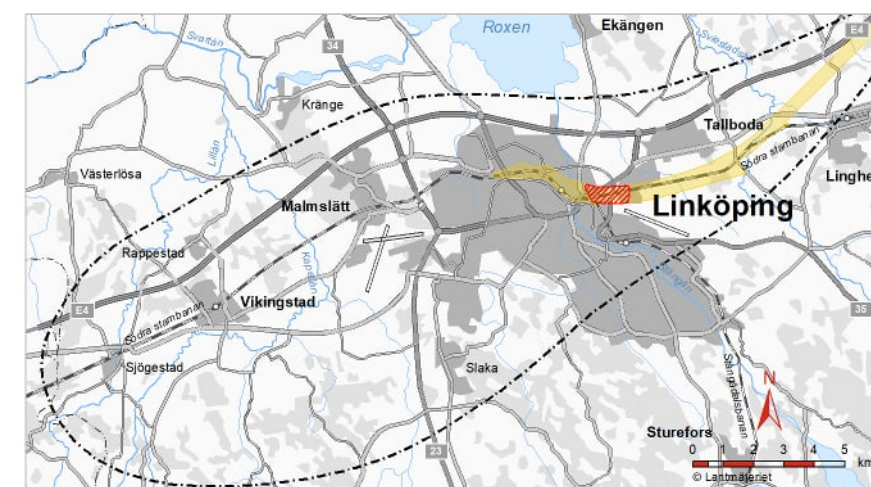 Roxen
Ekängen
E4
Svartån
34
Sviestadsån
Kränge
Tallboda
Södra stambanan
Lillån
Västerlösa
Linghe
Malmslätt
Linköping
Rappestad
Kapellån
Stångån
Vikingstad
E4
35
Södra stambanan
Sjögestad
Slaka
Stångådalsbanan
N
Sturefors
23
0 1 2 3 4 5
km
© Lantmäteriet